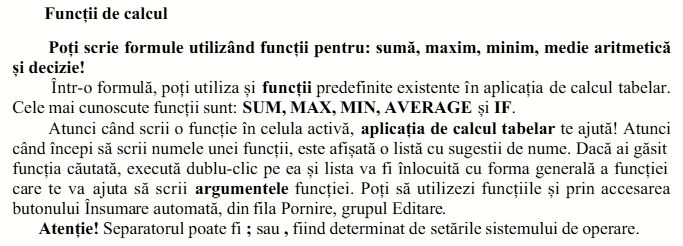 Funcții de calcul
Poți scrie formule utilizând funcții pentru: sumă, maxim, minim, medie aritmetică
și decizie!
Într-o formulă, poți utiliza și funcții predefinite existente în aplicația de calcul tabelar.
Cele mai cunoscute funcții sunt: SUM, MAX, MIN, AVERAGE și IF.
Atunci când scrii o funcție în celula activă, aplicația de calcul tabelar te ajută! Atunci
când începi să scrii numele unei funcții, este afișată o listă cu sugestii de nume. Dacă ai găsit
funcția căutată, execută dublu-clic pe ea și lista va fi înlocuită cu forma generală a funcției
care te va ajuta să scrii argumentele funcției. Poți să utilizezi funcțiile și prin accesarea
butonului Însumare automată, din fila Pornire, grupul Editare.
Atenție! Separatorul poate fi ; sau , fiind determinat de setările sistemului de operare.